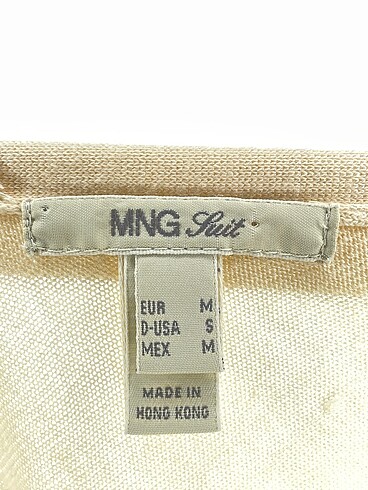 MNG Suit
EUR M
D-USA S
MEX M
MADE IN
HONG KONG